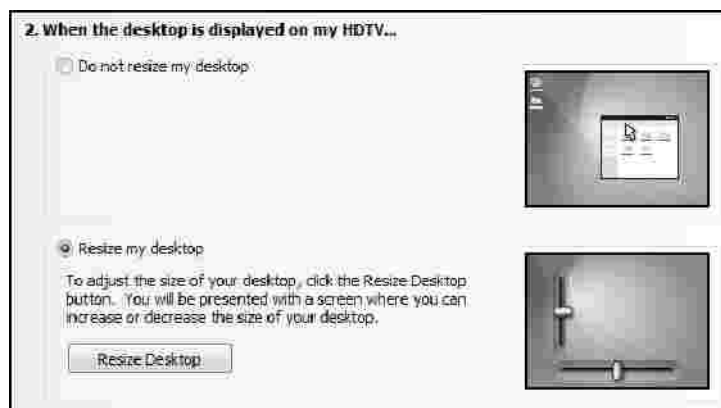 2. When the desktop is displayed on my HDTV...
Do not resize my desktop
Resize my desktop
To adjust the size of your desktop, click the Resize Desktop
button. You will be presented with a screen where you can
increase or decrease the size of your desktop.
Resize Desktop